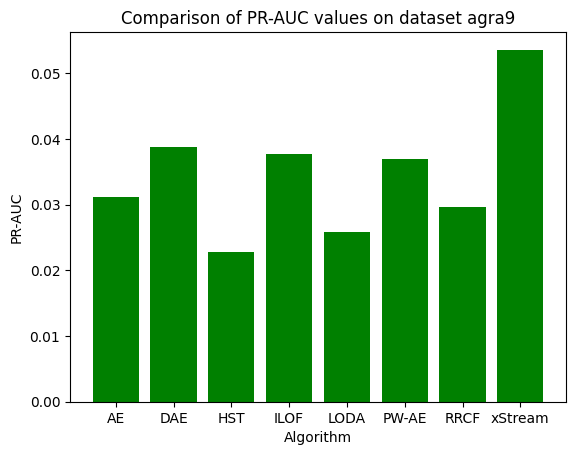 Comparison of PR-AUC values on dataset agra9
PR-AUC
0.05
0.04
0.03
0.02
0.01
0.00
AE DAE HST ILOF LODA PW-AE RRCF xStream
Algorithm